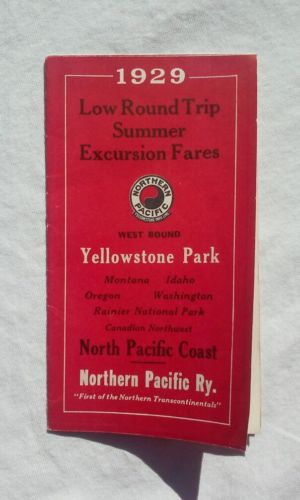 1929
Low Round Trip
Summer
Excursion Fares
NORTHERN
PACIFIC
WEST BOUND
Yellowstone Park
Montana Idaho
Oregon Washington
Rainier National Park
Canadian Northwest
North Pacific Coast
Northern Pacific Ry.
"First of the Northern Transcontinentals"